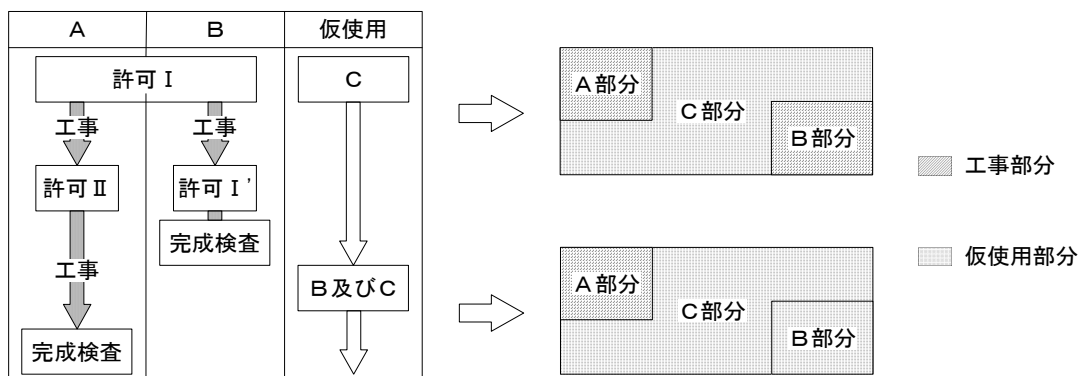 A B 仮使用
許可Ⅰ C
工事 工事
許可Ⅱ 許可Ⅰ'
完成検査
工事
B及びC
完成検査
A部分
C部分
B部分
工事部分
仮使用部分
A部分
C部分
B部分